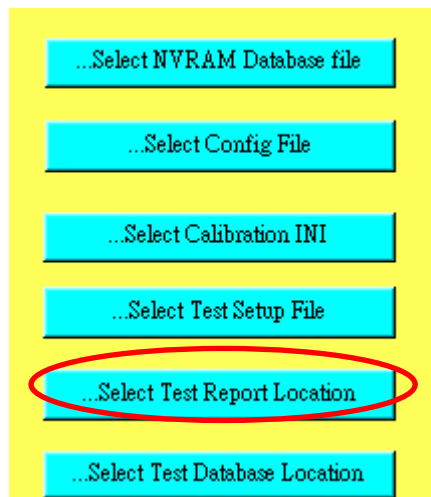 ...Select NVRAM Database file
...Select Config File
...Select Calibration INI
...Select Test Setup File
...Select Test Report Location
...Select Test Database Location